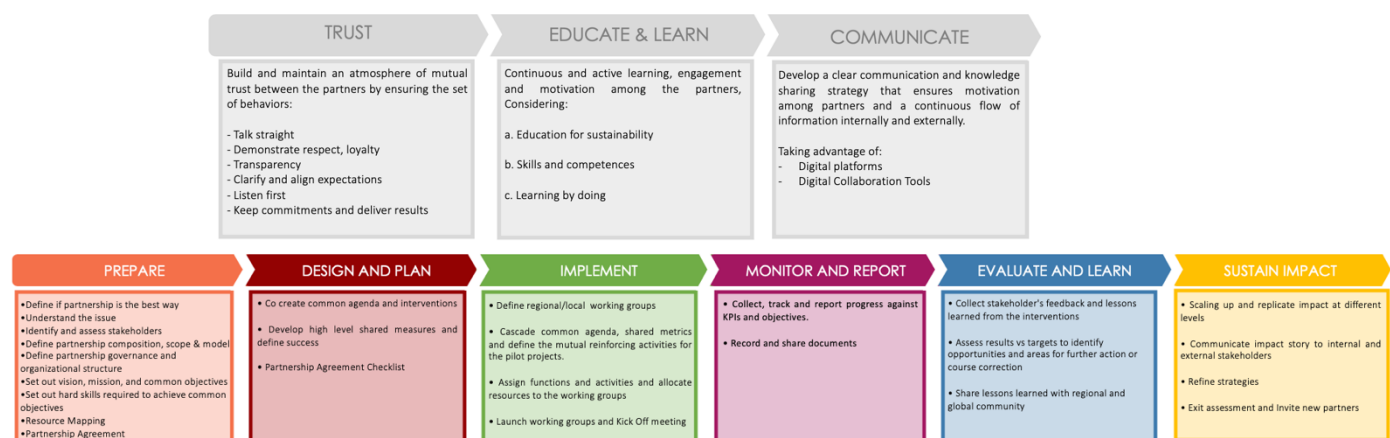 TRUST
Build and maintain an atmosphere of mutual
trust between the partners by ensuring the set
of behaviors:
- Talk straight
- Demonstrate respect, loyalty
- Transparency
- Clarify and align expectations
- Listen first
- Keep commitments and deliver results
EDUCATE & LEARN
Continuous and active learning, engagement
and motivation among the partners,
Considering:
a. Education for sustainability
b. Skills and competences
c. Learning by doing
COMMUNICATE
Develop a clear communication and knowledge
sharing strategy that ensures motivation
among partners and a continuous flow of
information internally and externally.
Taking advantage of:
- Digital platforms
- Digital Collaboration Tools
PREPARE
•Define if partnership is the best way
•Understand the issue
•Identify and assess stakeholders
•Define partnership composition, scope & model
•Define partnership governance and
organizational structure
•Set out vision, mission, and common objectives
•Set out hard skills required to achieve common
objectives
•Resource Mapping
•Partnership Agreement
DESIGN AND PLAN
• Co create common agenda and interventions
• Develop high level shared measures and
define success
• Partnership Agreement Checklist
IMPLEMENT
• Define regional/local working groups
• Cascade common agenda, shared metrics
and define the mutual reinforcing activities for
the pilot projects.
• Assign functions and activities and allocate
resources to the working groups
• Launch working groups and Kick Off meeting
MONITOR AND REPORT
• Collect, track and report progress against
KPIs and objectives.
• Record and share documents
EVALUATE AND LEARN
• Collect stakeholder's feedback and lessons
learned from the interventions
• Assess results vs targets to identify
opportunities and areas for further action or
course correction
• Share lessons learned with regional and
global community
SUSTAIN IMPACT
• Scaling up and replicate impact at different
levels
• Communicate impact story to internal and
external stakeholders
• Refine strategies
• Exit assessment and Invite new partners